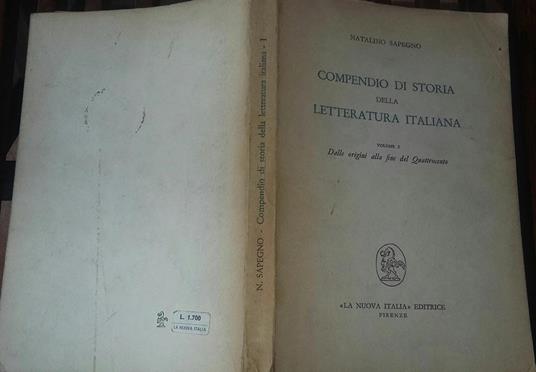 NATALINO SAPEGNO
COMPENDIO DI STORIA
DELLA
LETTERATURA ITALIANA
VOLUME I
Dalle origini alla fine del Quattrocento
«LA NUOVA ITALIA» EDITRICE
FIRENZE
N. SAPEGNO - Compendio di storia della letteratura italiana - I
L. 1.700
LA NUOVA ITALIA